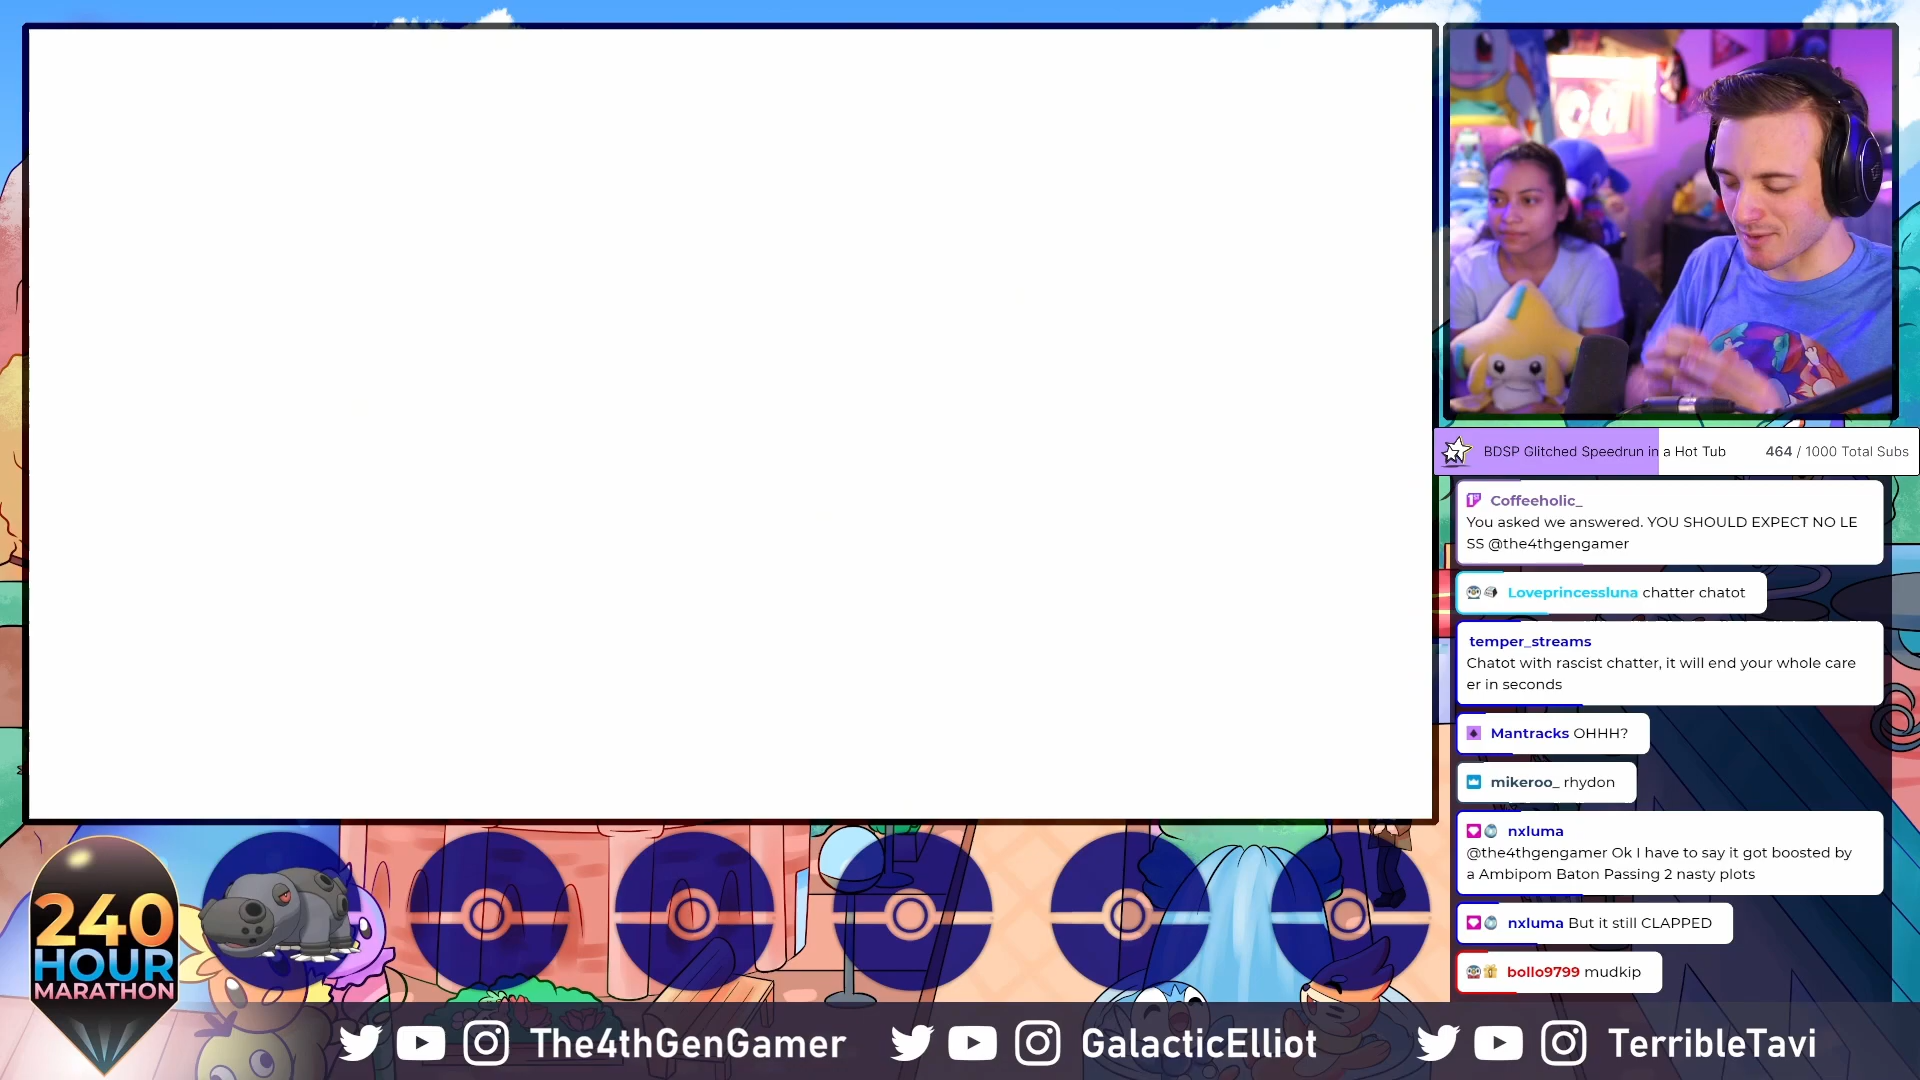 BDSP Glitched Speedrun in a Hot Tub 464 / 1000 Total Subs
Coffeeholic_
You asked we answered. YOU SHOULD EXPECT NO LE
SS @the4thgengamer
Loveprincessluna chatter chatot
temper_streams
Chatot with rascist chatter, it will end your whole care
er in seconds
Mantracks OHHH?
mikeroo_ rhydon
nxluma
@the4thgengamer Ok I have to say it got boosted by
a Ambipom Baton Passing 2 nasty plots
nxluma But it still CLAPPED
bollo9799 mudkip
240
HOUR
MARATHON
The4thGenGamer GalacticElliot TerribleTavi